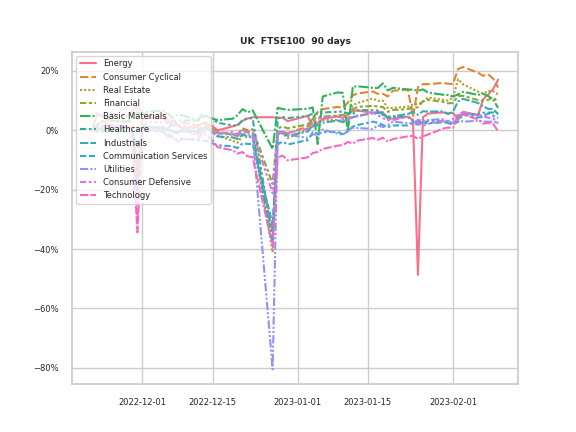 UK FTSE100 90 days
20%
0%
−20%
−40%
−60%
−80%
Energy
Consumer Cyclical
Real Estate
Financial
Basic Materials
Healthcare
Industrials
Communication Services
Utilities
Consumer Defensive
Technology
2022-12-01
2022-12-15
2023-01-01
2023-01-15
2023-02-01